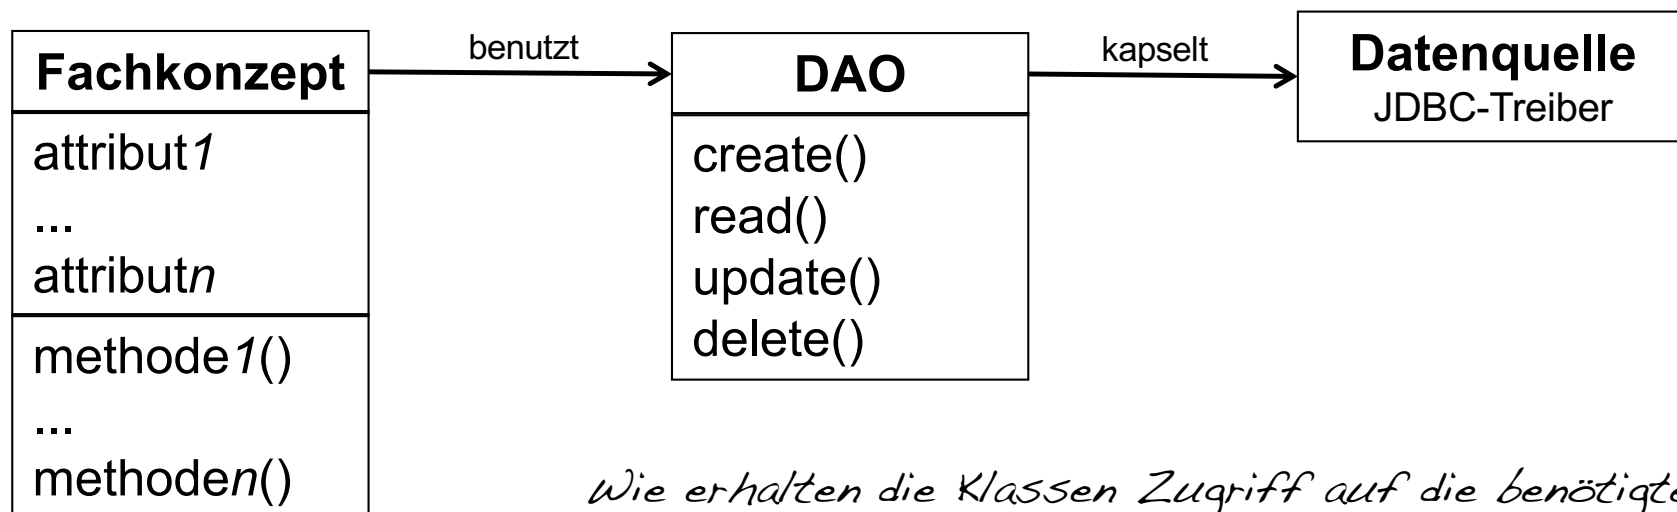 Fachkonzept
attribut1
...
attributn
methode1()
...
methoden()
benutzt
DAO
create()
read()
update()
delete()
kapselt
Datenquelle
JDBC-Treiber
Wie erhalten die Klassen Zugriff auf die